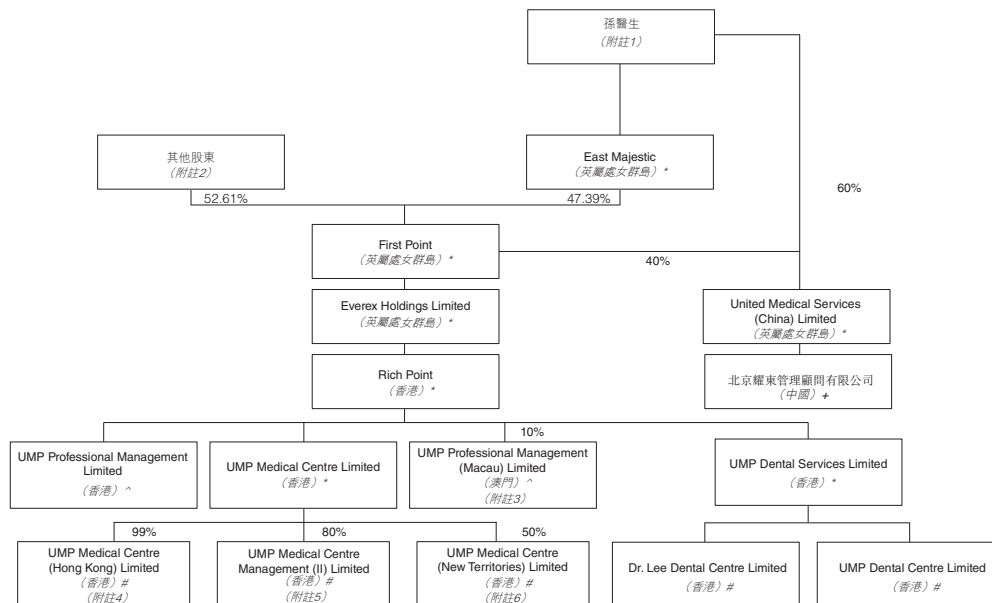 孫醫生
（附註1）
其他股東
（附註2）
East Majestic
（英屬處女群島）*
60%
52.61%
47.39%
First Point
（英屬處女群島）*
40%
Everex Holdings Limited
（英屬處女群島）*
United Medical Services
(China) Limited
（英屬處女群島）*
Rich Point
（香港）*
北京耀東管理顧問有限公司
（中國）+
10%
UMP Professional Management
Limited
（香港）^
UMP Medical Centre Limited
（香港）*
UMP Professional Management
(Macau) Limited
（澳門）^
（附註3）
UMP Dental Services Limited
（香港）*
99%
80%
50%
UMP Medical Centre
(Hong Kong) Limited
（香港）#
（附註4）
UMP Medical Centre
Management (II) Limited
（香港）#
（附註5）
UMP Medical Centre
(New Territories) Limited
（香港）#
（附註6）
Dr. Lee Dental Centre Limited
（香港）#
UMP Dental Centre Limited
（香港）#